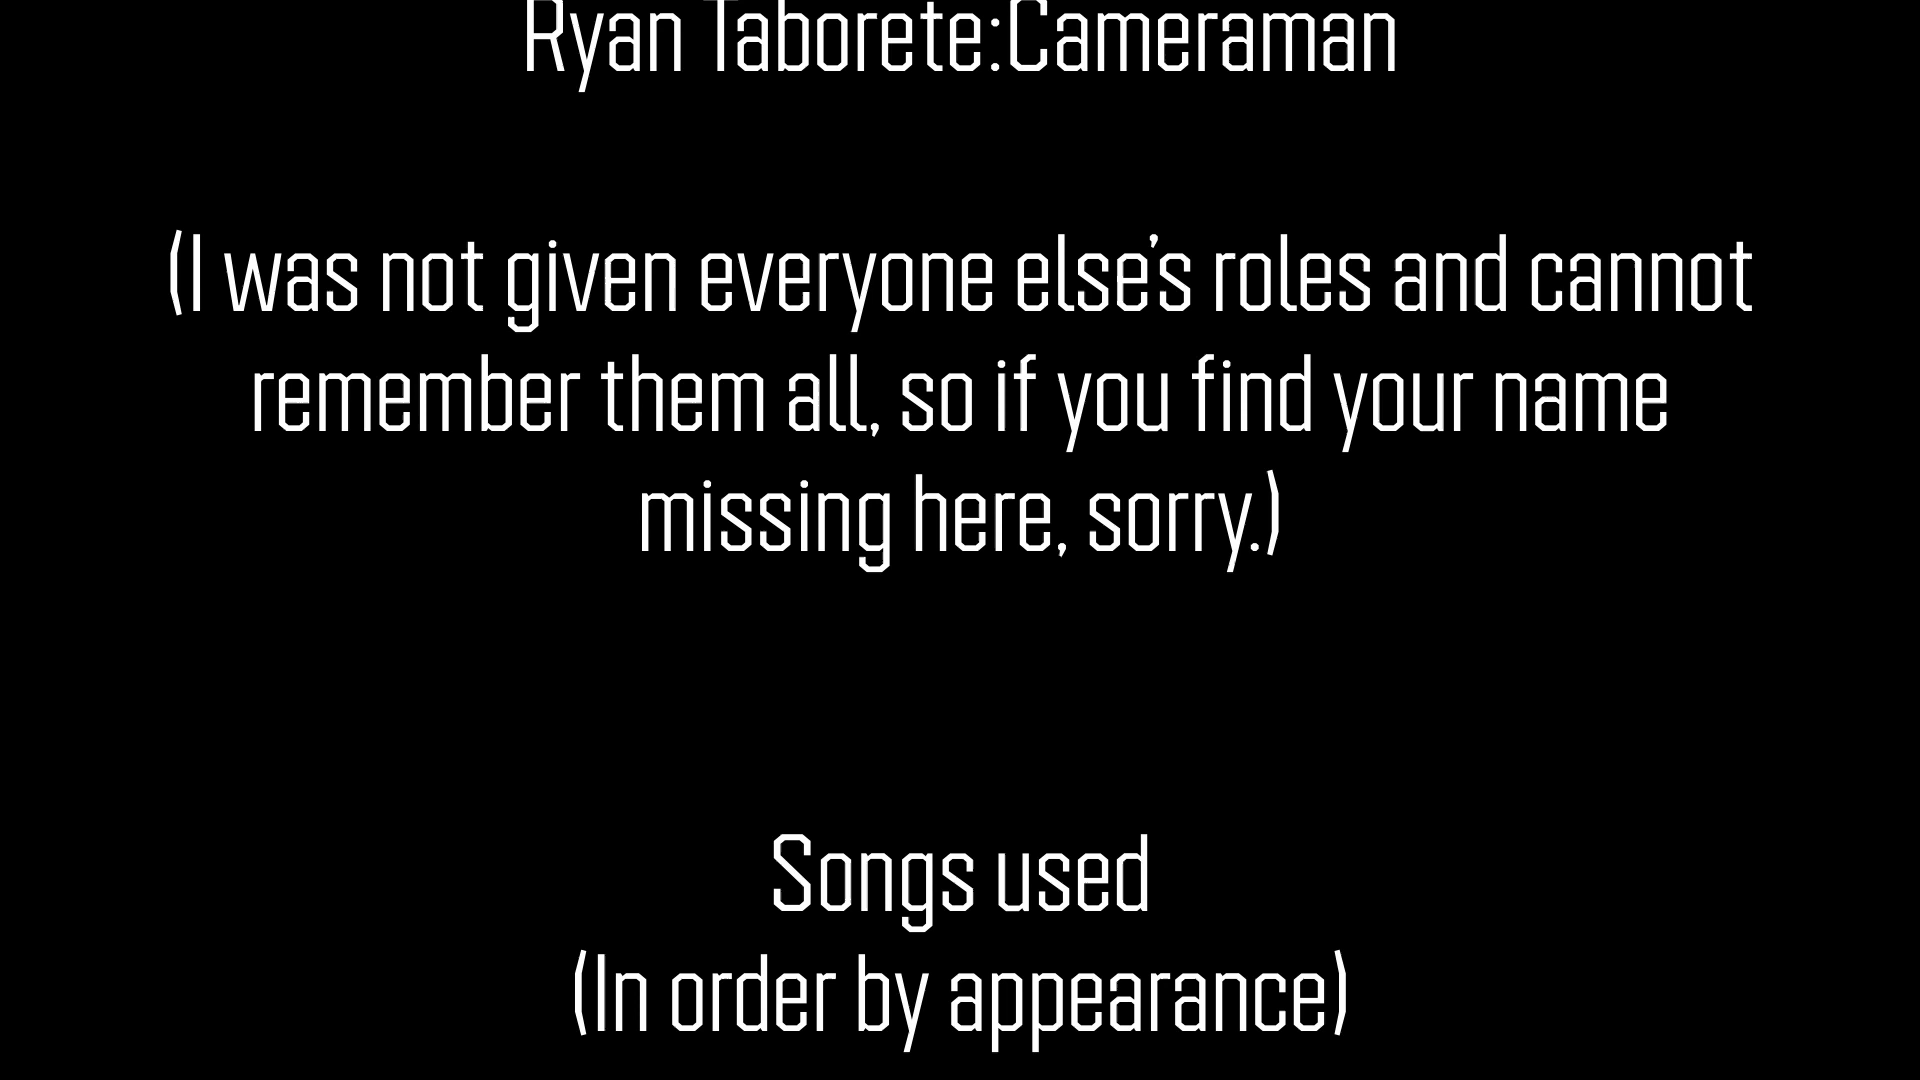 Ryan Taborete:Cameraman
(I was not given everyone else’s roles and cannot
remember them all, so if you find your name
missing here, sorry.)
Songs used
(In order by appearance)